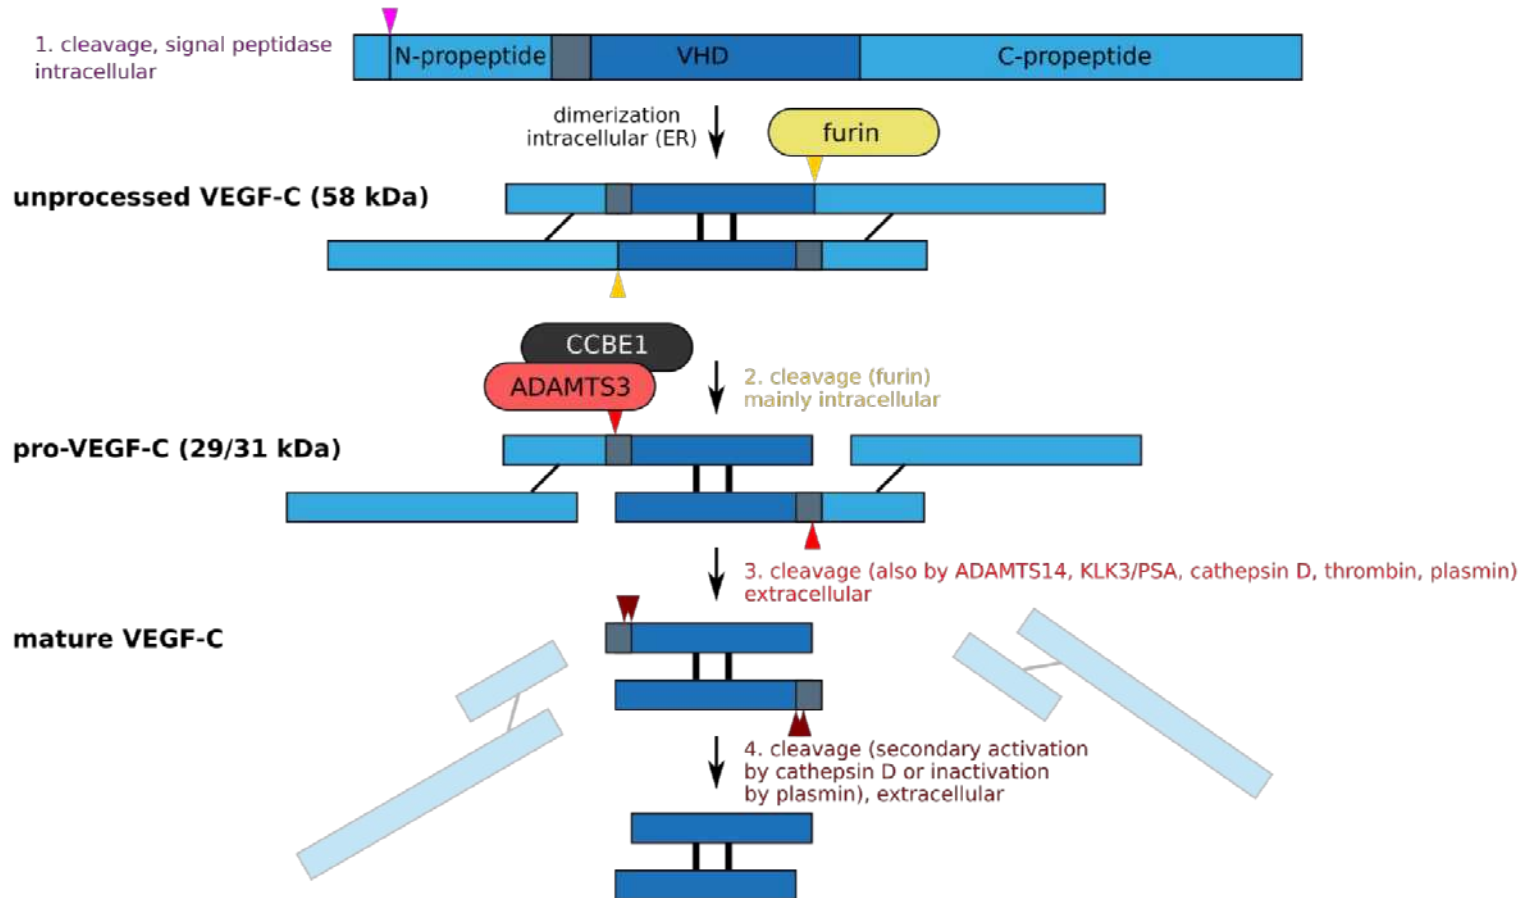 1. cleavage, signal peptidase
intracellular
N-propeptide
VHD
C-propeptide
dimerization
intracellular (ER)
furin
unprocessed VEGF-C (58 kDa)
CCBE1
ADAMTS3
2. cleavage (furin)
mainly intracellular
pro-VEGF-C (29/31 kDa)
3. cleavage (also by ADAMTS14, KLK3/PSA, cathepsin D, thrombin, plasmin)
extracellular
mature VEGF-C
4. cleavage (secondary activation
by cathepsin D or inactivation
by plasmin), extracellular